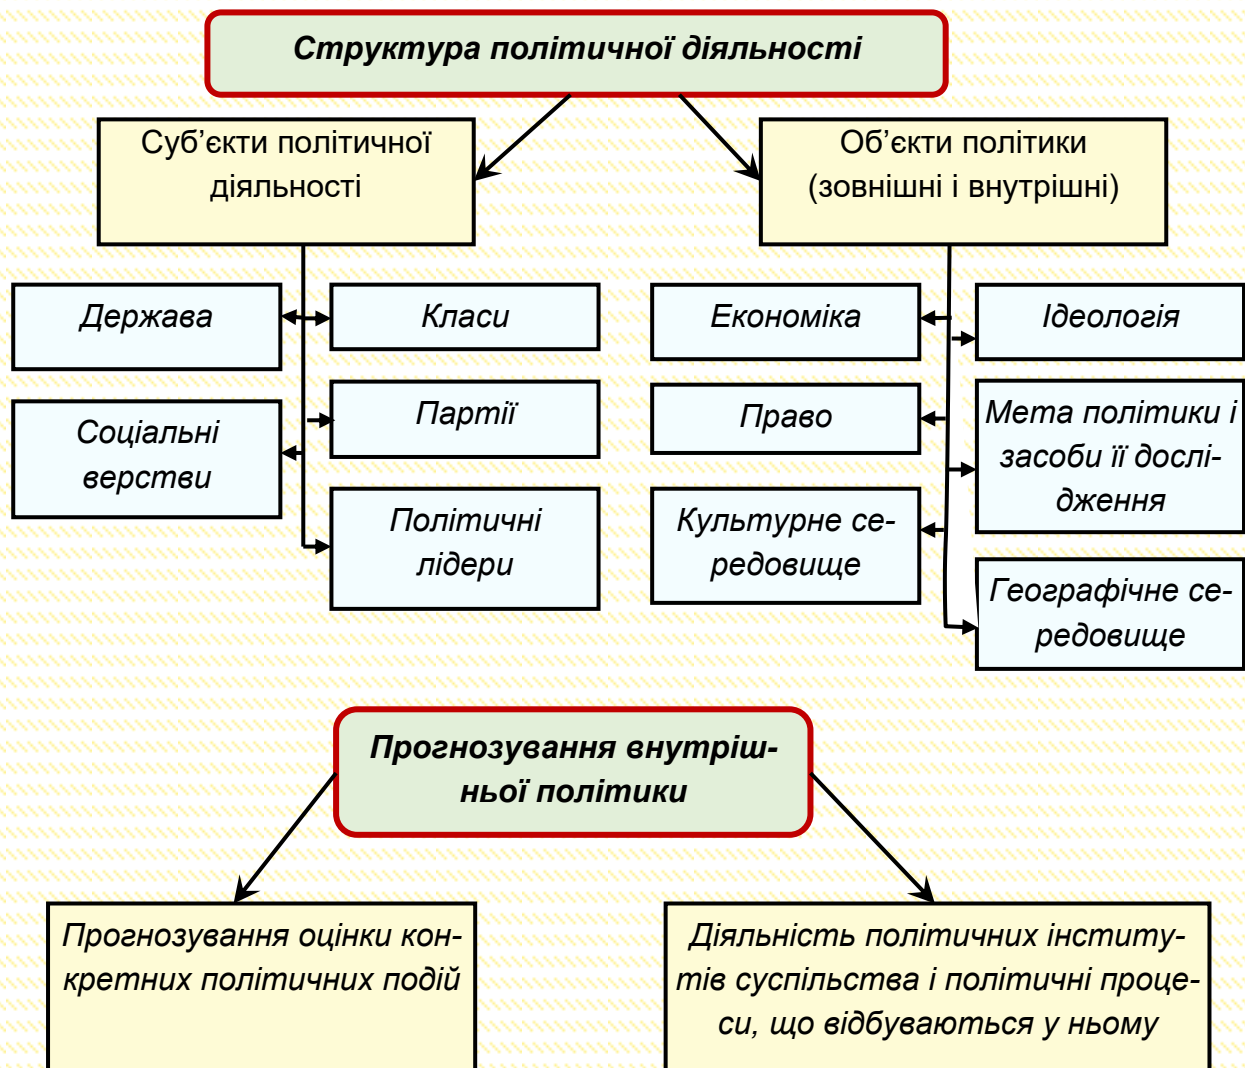 Структура політичної діяльності
Суб’єкти політичної
діяльності
Об’єкти політики
(зовнішні і внутрішні)
Держава
Класи
Соціальні
верстви
Партії
Політичні
лідери
Економіка
Ідеологія
Право
Мета політики і
засоби її дослі-
дження
Культурне се-
редовище
Географічне се-
редовище
Прогнозування внутріш-
ньої політики
Прогнозування оцінки кон-
кретних політичних подій
Діяльність політичних інститу-
тів суспільства і політичні проце-
си, що відбуваються у ньому